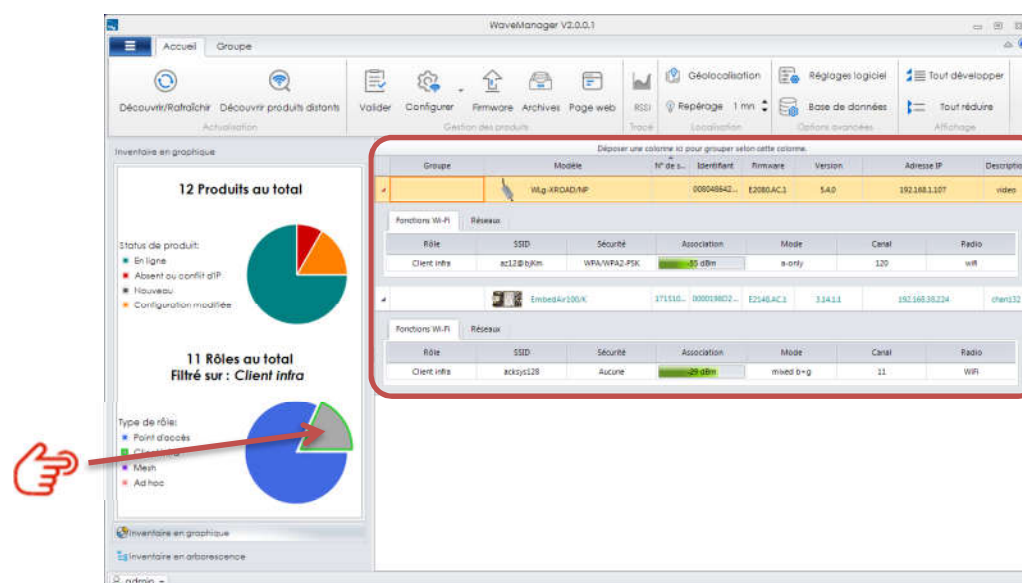 WaveManager V2.0.0.1
Accueil Groupe
Découvrir/Rafraîchir Découvrir produits distants Valider Configurer Firmware Archives Page web RSSI
Géolocalisation
Repérage 1 mn
Réglages logiciel
Base de données
Tout développer
Tout réduire
Actualisation Gestion des produits Tracé Localisation Options avancées Affichage
Inventaire en graphique
12 Produits au total
Status de produit:
En ligne
Absent ou conflit d'IP
Nouveau
Configuration modifiée
11 Rôles au total
Filtré sur : Client infra
Type de rôle:
Point d'accès
Client infra
Mesh
Ad hoc
Inventaire en graphique
Inventaire en arborescence
admin
Déposer une colonne ici pour grouper selon cette colonne.
Groupe Modèle N° de s... Identifiant Firmware Version Adresse IP Descriptio
WLg-XROAD/NP E2080.AC.1 5.4.0 192.168.1.107 video
Fonctions Wi-Fi Réseaux
Rôle SSID Sécurité Association Mode Canal Radio
Client infra WPA/WPA2-PSK -35 dBm a-only 120 wifi
EmbedAir100/K 171510... E2148.AC.1 3.14.1.1
Fonctions Wi-Fi Réseaux
Rôle SSID Sécurité Association Mode Canal Radio
Client infra acksys128 Aucune -29 dBm mixed b+g 11 WiFi